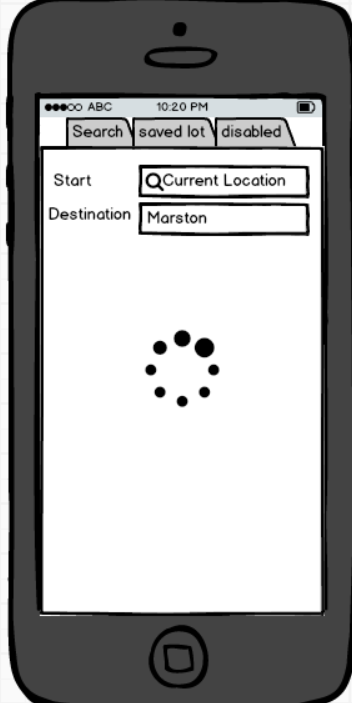 ABC 10:20 PM
Search saved lot disabled
Start Current Location
Destination Marston